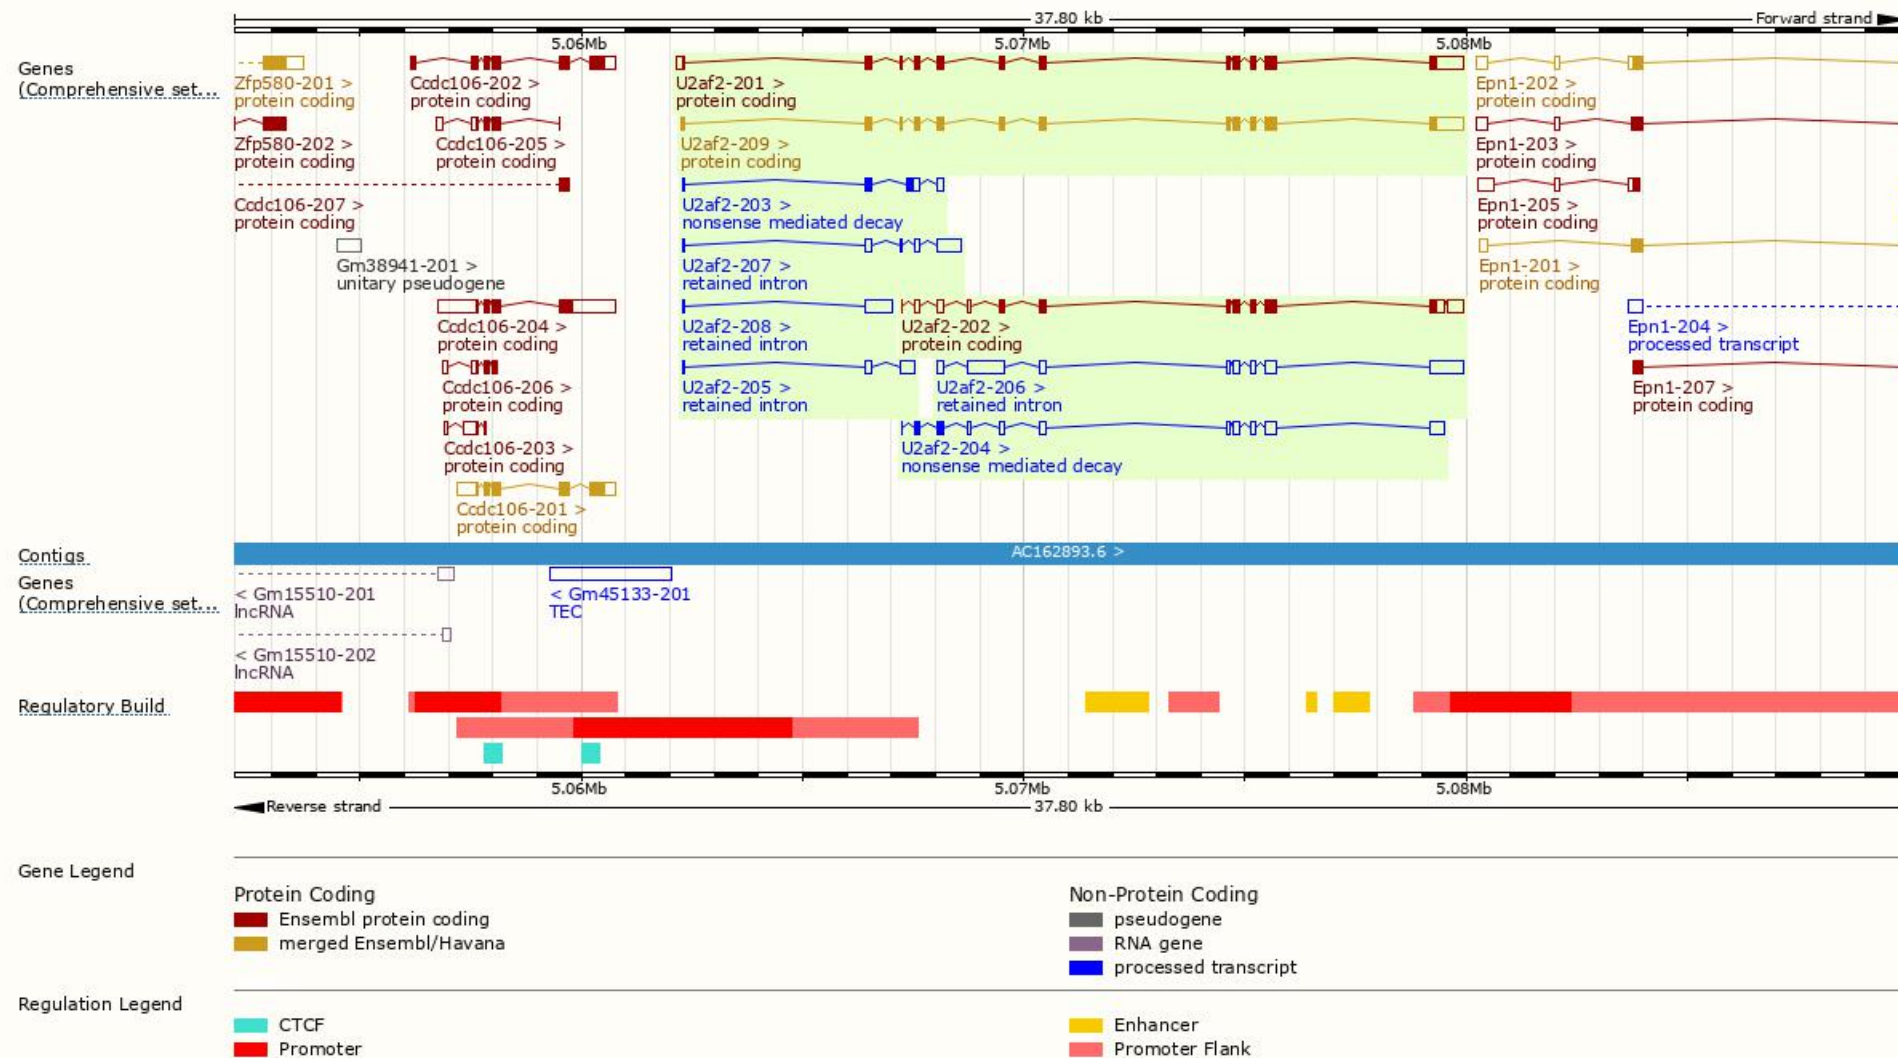 37.80 kb
Forward strand
5.06Mb 5.07Mb 5.08Mb
Genes
(Comprehensive set...
Zfp580-201 >
protein coding
Ccdc106-202 >
protein coding
U2af2-201 >
protein coding
Epn1-202 >
protein coding
Zfp580-202 >
protein coding
Ccdc106-205 >
protein coding
U2af2-209 >
protein coding
Epn1-203 >
protein coding
Ccdc106-207 >
protein coding
U2af2-203 >
nonsense mediated decay
Epn1-205 >
protein coding
Gm38941-201 >
unitary pseudogene
U2af2-207 >
retained intron
Epn1-201 >
protein coding
Ccdc106-204 >
protein coding
U2af2-208 >
retained intron
U2af2-202 >
protein coding
Epn1-204 >
processed transcript
Ccdc106-206 >
protein coding
U2af2-205 >
retained intron
U2af2-206 >
retained intron
Epn1-207 >
protein coding
Ccdc106-203 >
protein coding
U2af2-204 >
nonsense mediated decay
Ccdc106-201 >
protein coding
Contigs
AC162893.6 >
Genes
(Comprehensive set...
< Gm15510-201
lncRNA
< Gm45133-201
TEC
< Gm15510-202
lncRNA
Regulatory Build
5.06Mb 5.07Mb 5.08Mb
Reverse strand
37.80 kb
Gene Legend
Protein Coding
Ensembl protein coding
merged Ensembl/Havana
Non-Protein Coding
pseudogene
RNA gene
processed transcript
Regulation Legend
CTCF
Promoter
Enhancer
Promoter Flank